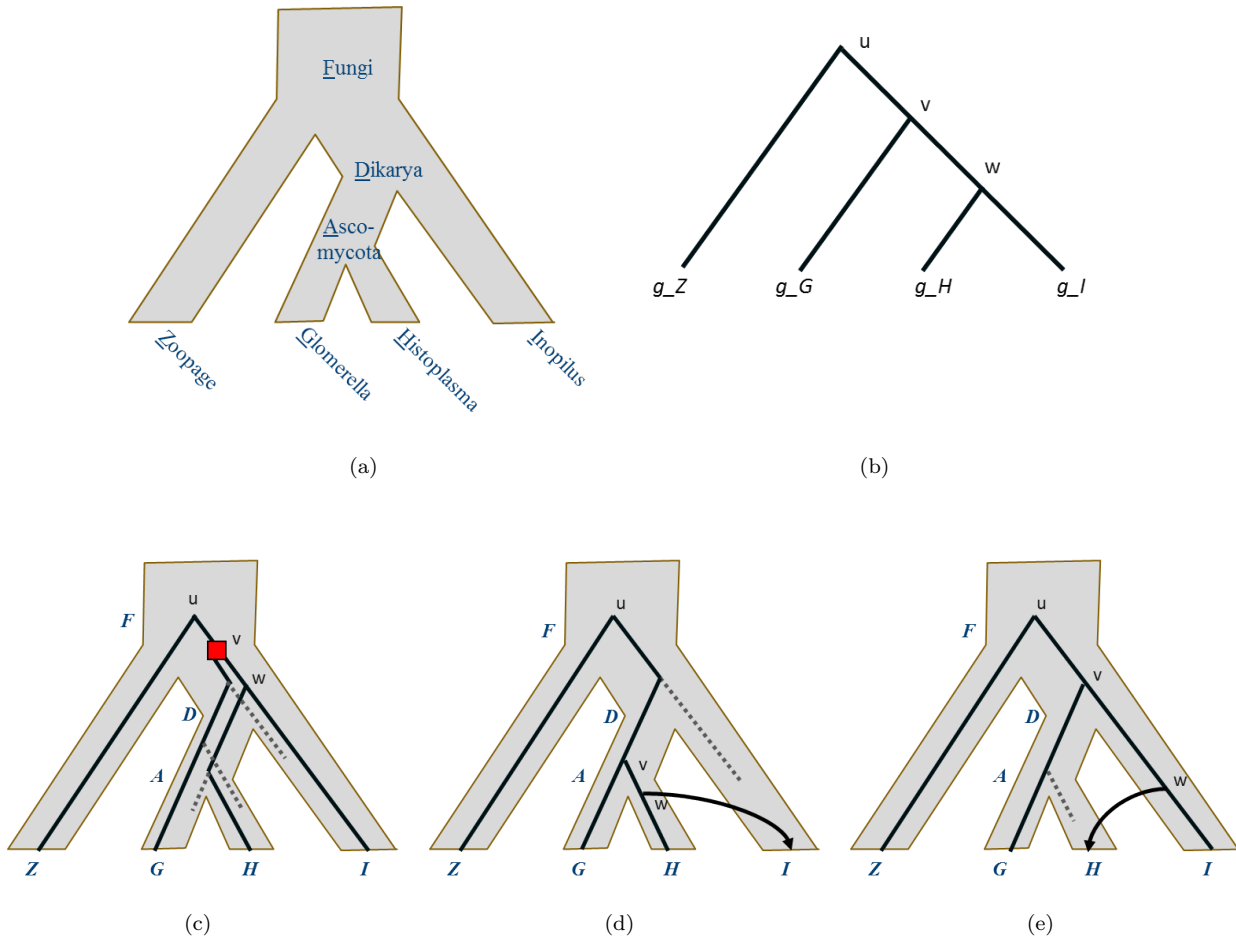 Fungi
Dikarya
Asco-
mycota
Zoopage
Glomerella
Histoplasma
Inopilus
(a)
u
v
w
g_Z
g_G
g_H
g_I
(b)
u
F
v
w
D
A
Z
G
H
I
(c)
u
F
D
A
v
w
Z
G
H
I
(d)
u
F
v
D
A
w
Z
G
H
I
(e)